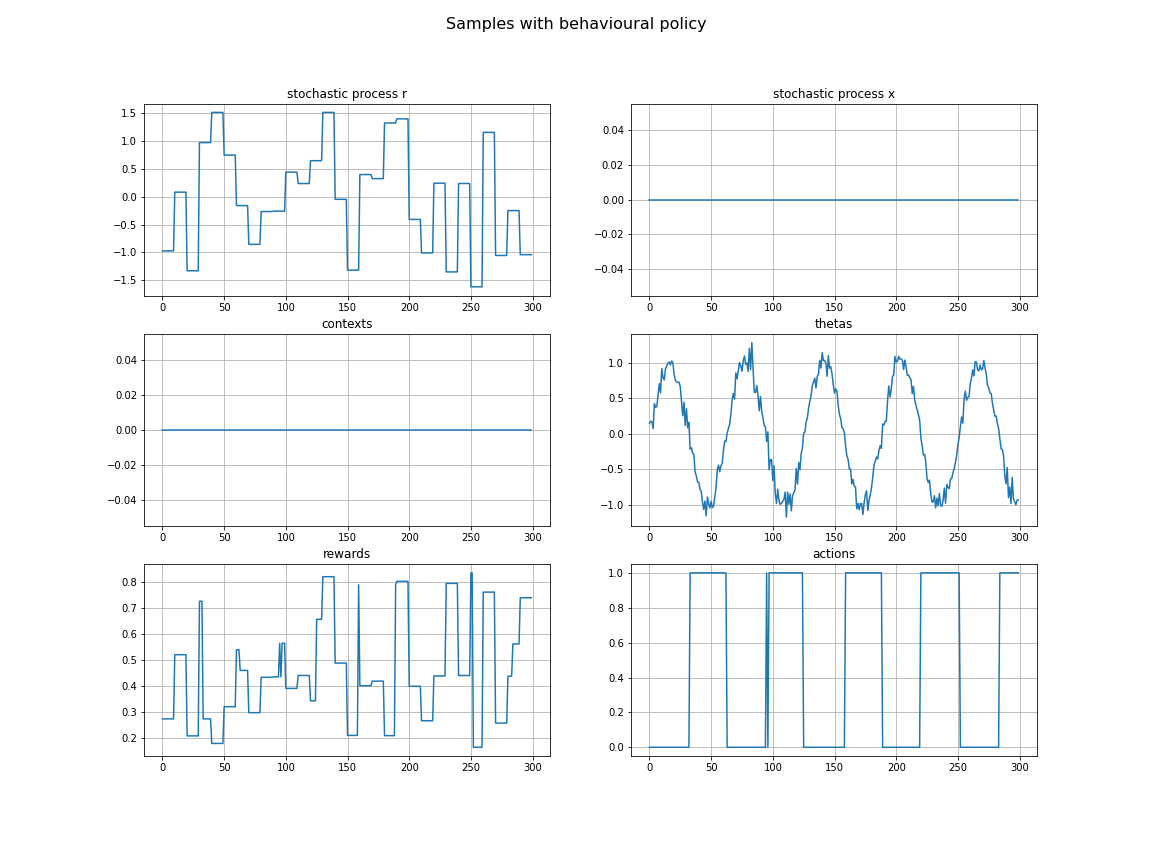 Samples with behavioural policy
stochastic process r
1.5
1.0
0.5
0.0
−0.5
−1.0
−1.5
0 50 100 150 200 250 300
stochastic process x
0.04
0.02
0.00
−0.02
−0.04
0 50 100 150 200 250 300
contexts
0.04
0.02
0.00
−0.02
−0.04
0 50 100 150 200 250 300
thetas
1.0
0.5
0.0
−0.5
−1.0
0 50 100 150 200 250 300
rewards
0.8
0.7
0.6
0.5
0.4
0.3
0.2
0 50 100 150 200 250 300
actions
1.0
0.8
0.6
0.4
0.2
0.0
0 50 100 150 200 250 300